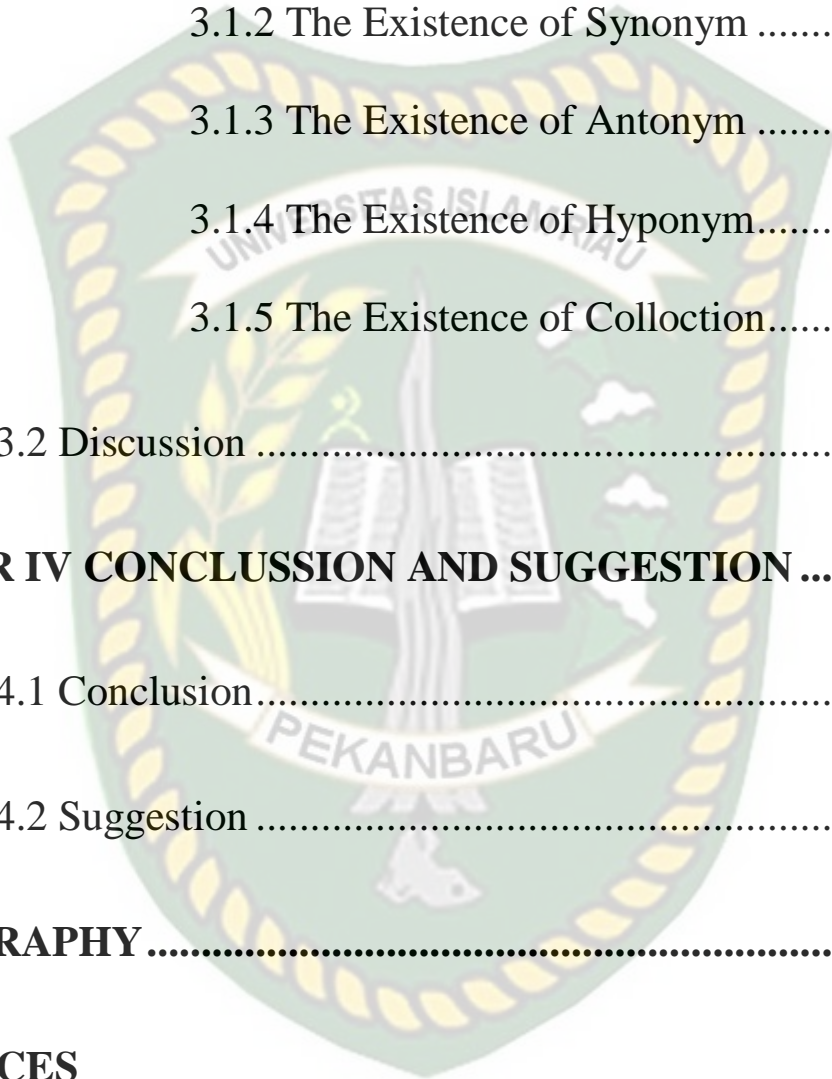 3.1.2 The Existence of Synonym .......
3.1.3 The Existence of Antonym .......
UNIVERSITAS ISLAM RIAU
3.1.4 The Existence of Hyponym.......
3.1.5 The Existence of Colloction......
3.2 Discussion ......................................................
R IV CONCLUSSION AND SUGGESTION ...
4.1 Conclusion......................................................
PEKANBARU
4.2 Suggestion ......................................................
RAPHY...................................................................
CES